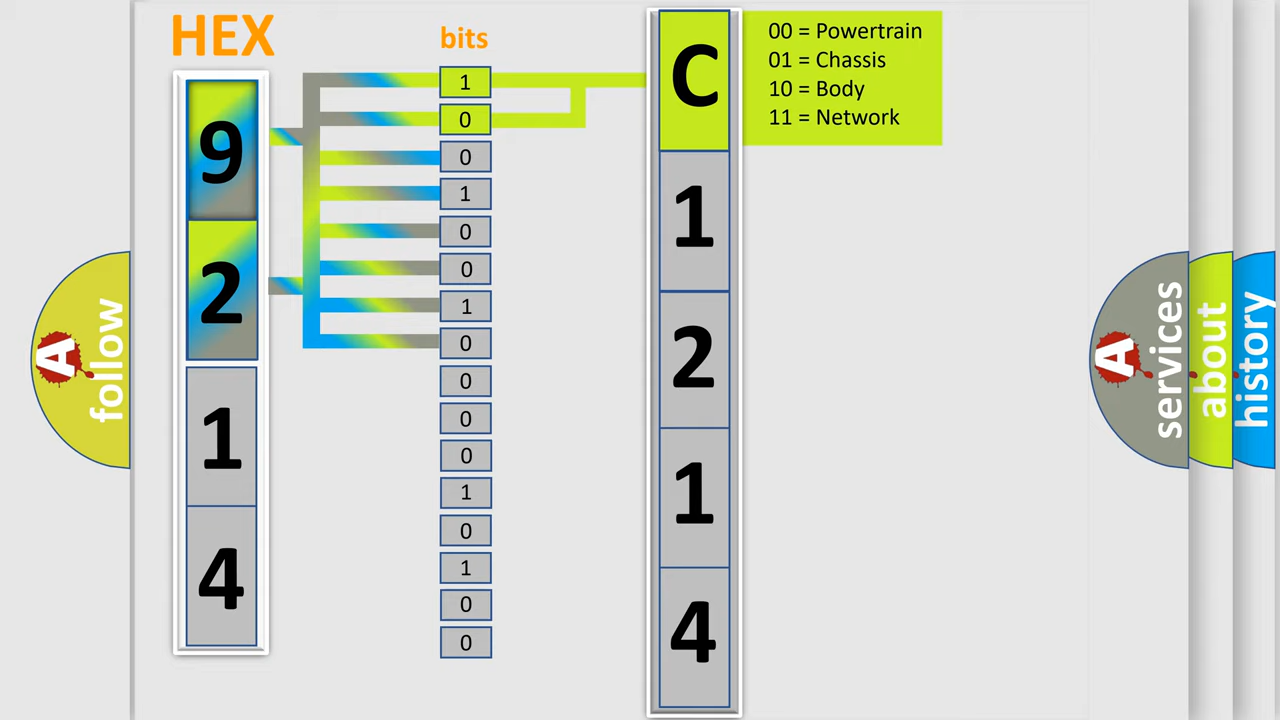 HEX
bits
9
2
1
4
1
0
0
1
0
0
1
0
0
0
0
1
0
1
0
0
C
1
2
1
4
00 = Powertrain
01 = Chassis
10 = Body
11 = Network
A
follow
A
services
about
history